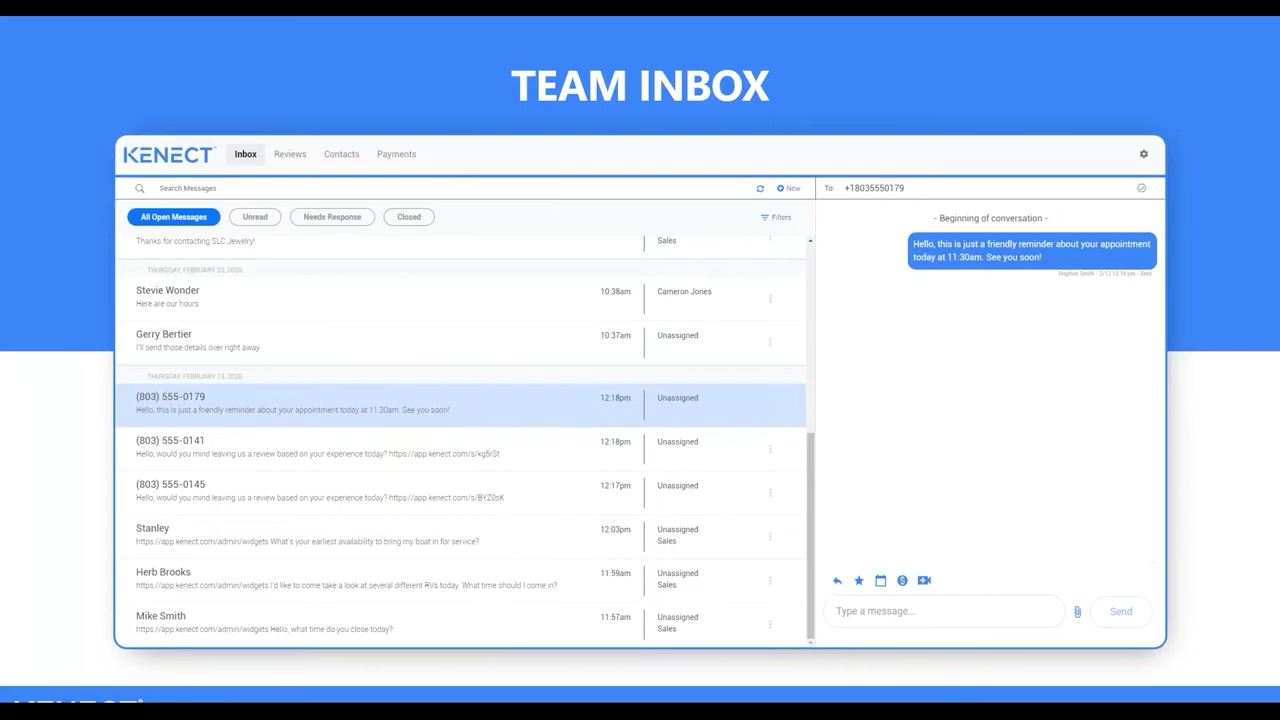 TEAM INBOX
KENECT™ Inbox Reviews Contacts Payments
Search Messages New
All Open Messages Unread Needs Response Closed Filters
Thanks for contacting SLC Jewelry! Sales
THURSDAY, FEBRUARY 20, 2020
Stevie Wonder 10:38am Cameron Jones
Here are our hours
Gerry Bertier 10:37am Unassigned
I'll send those details over right away
THURSDAY, FEBRUARY 13, 2020
(803) 555-0179 12:18pm Unassigned
Hello, this is just a friendly reminder about your appointment today at 11:30am. See you soon!
(803) 555-0141 12:18pm Unassigned
Hello, would you mind leaving us a review based on your experience today? https://app.kenect.com/s/kg5rSt
(803) 555-0145 12:17pm Unassigned
Hello, would you mind leaving us a review based on your experience today? https://app.kenect.com/s/BYZ0sK
Stanley 12:03pm Unassigned
https://app.kenect.com/admin/widgets What's your earliest availability to bring my boat in for service? Sales
Herb Brooks 11:59am Unassigned
https://app.kenect.com/admin/widgets I'd like to come take a look at several different RVs today. What time should I come in? Sales
Mike Smith 11:57am Unassigned
https://app.kenect.com/admin/widgets Hello, what time do you close today? Sales
To: +18035550179
- Beginning of conversation -
Hello, this is just a friendly reminder about your appointment
today at 11:30am. See you soon!
Stephen Smith - 2/13 12:18 pm - Sent
Type a message... Send
KENECT